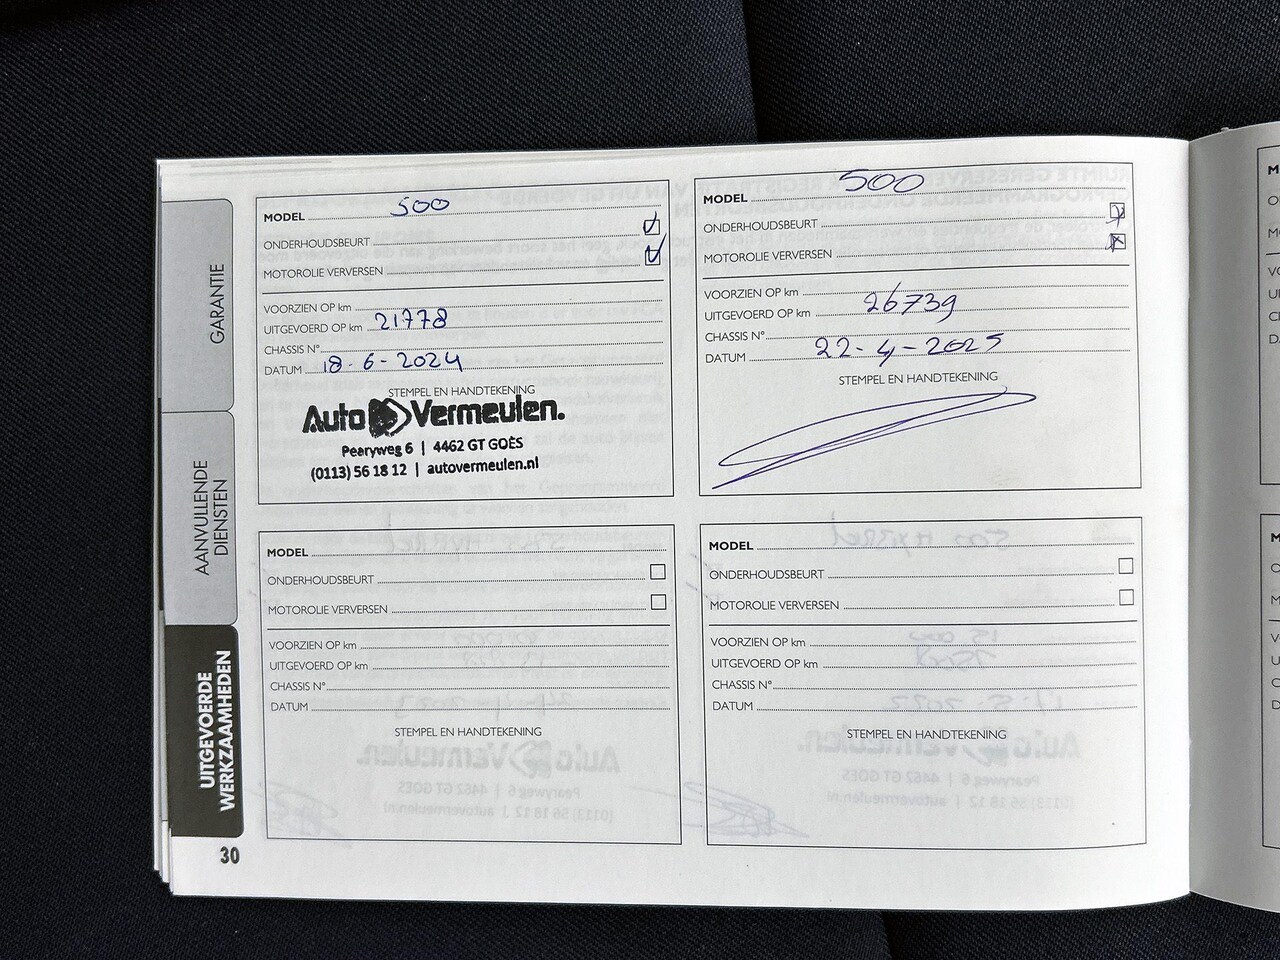 GARANTIE
AANVULLENDE
DIENSTEN
UITGEVOERDE
WERKZAAMHEDEN
30
MODEL 500
ONDERHOUDSBEURT
MOTOROLIE VERVERSEN
VOORZIEN OP km
UITGEVOERD OP km 21778
CHASSIS N°
DATUM 18-6-2024
STEMPEL EN HANDTEKENING
Auto Vermeulen.
Pearyweg 6 | 4462 GT GOES
(0113) 56 18 12 | autovermeulen.nl
MODEL 500
ONDERHOUDSBEURT
MOTOROLIE VERVERSEN
VOORZIEN OP km
UITGEVOERD OP km 26739
CHASSIS N°
DATUM 22-4-2025
STEMPEL EN HANDTEKENING
MODEL
ONDERHOUDSBEURT
MOTOROLIE VERVERSEN
VOORZIEN OP km
UITGEVOERD OP km
CHASSIS N°
DATUM
STEMPEL EN HANDTEKENING
MODEL
ONDERHOUDSBEURT
MOTOROLIE VERVERSEN
VOORZIEN OP km
UITGEVOERD OP km
CHASSIS N°
DATUM
STEMPEL EN HANDTEKENING